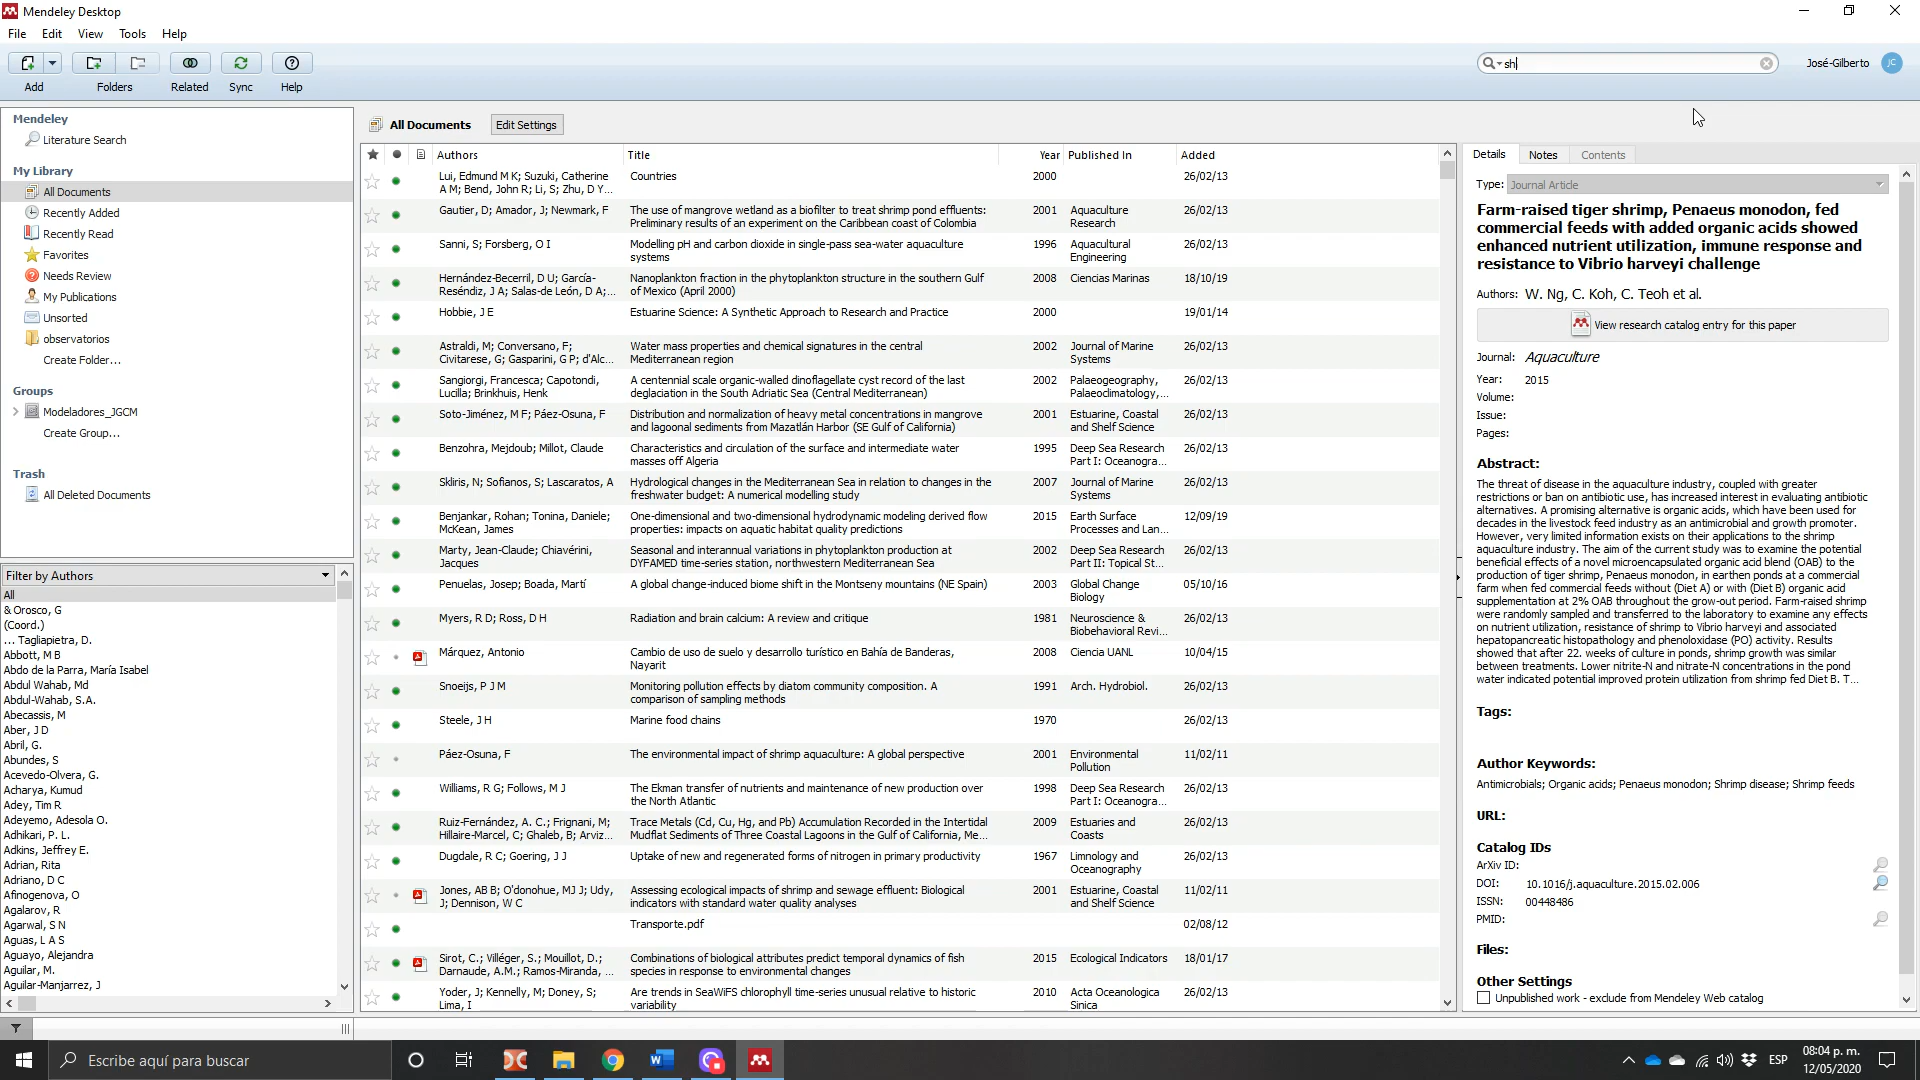 Mendeley Desktop
File Edit View Tools Help
sh
José-Gilberto JC
Add Folders Related Sync Help
Mendeley
Literature Search
My Library
All Documents
Recently Added
Recently Read
Favorites
Needs Review
My Publications
Unsorted
observatorios
Create Folder...
Groups
Modeladores_JGCM
Create Group...
Trash
All Deleted Documents
Filter by Authors
All
& Orosco, G
(Coord.)
... Tagliapietra, D.
Abbott, M B
Abdo de la Parra, María Isabel
Abdul Wahab, Md
Abdul-Wahab, S.A.
Abecassis, M
Aber, J D
Abril, G.
Abundes, S
Acevedo-Olvera, G.
Acharya, Kumud
Adey, Tim R
Adeyemo, Adesola O.
Adhikari, P. L.
Adkins, Jeffrey E.
Adrian, Rita
Adriano, D C
Afinogenova, O
Agalarov, R
Agarwal, S N
Aguas, L A S
Aguayo, Alejandra
Aguilar, M.
Aguilar-Manjarrez, J
All Documents Edit Settings
Authors Title Year Published In Added
Lui, Edmund M K; Suzuki, Catherine Countries 2000 26/02/13
A M; Bend, John R; Li, S; Zhu, D Y...
Gautier, D; Amador, J; Newmark, F The use of mangrove wetland as a biofilter to treat shrimp pond effluents: 2001 Aquaculture 26/02/13
Preliminary results of an experiment on the Caribbean coast of Colombia Research
Sanni, S; Forsberg, O I Modelling pH and carbon dioxide in single-pass sea-water aquaculture 1996 Aquacultural 26/02/13
systems Engineering
Hernández-Becerril, D U; García- Nanoplankton fraction in the phytoplankton structure in the southern Gulf 2008 Ciencias Marinas 18/10/19
Reséndiz, J A; Salas-de León, D A;... of Mexico (April 2000)
Hobbie, J E Estuarine Science: A Synthetic Approach to Research and Practice 2000 19/01/14
Astraldi, M; Conversano, F; Water mass properties and chemical signatures in the central 2002 Journal of Marine 26/02/13
Civitarese, G; Gasparini, G P; d'Alc... Mediterranean region Systems
Sangiorgi, Francesca; Capotondi, A centennial scale organic-walled dinoflagellate cyst record of the last 2002 Palaeogeography, 26/02/13
Lucilla; Brinkhuis, Henk deglaciation in the South Adriatic Sea (Central Mediterranean) Palaeoclimatology,...
Soto-Jiménez, M F; Páez-Osuna, F Distribution and normalization of heavy metal concentrations in mangrove 2001 Estuarine, Coastal 26/02/13
and lagoonal sediments from Mazatlán Harbor (SE Gulf of California) and Shelf Science
Benzohra, Mejdoub; Millot, Claude Characteristics and circulation of the surface and intermediate water 1995 Deep Sea Research 26/02/13
masses off Algeria Part I: Oceanogra...
Skliris, N; Sofianos, S; Lascaratos, A Hydrological changes in the Mediterranean Sea in relation to changes in the 2007 Journal of Marine 26/02/13
freshwater budget: A numerical modelling study Systems
Benjankar, Rohan; Tonina, Daniele; One-dimensional and two-dimensional hydrodynamic modeling derived flow 2015 Earth Surface 12/09/19
McKean, James properties: impacts on aquatic habitat quality predictions Processes and Lan...
Marty, Jean-Claude; Chiavérini, Seasonal and interannual variations in phytoplankton production at 2002 Deep Sea Research 26/02/13
Jacques DYFAMED time-series station, northwestern Mediterranean Sea Part II: Topical St...
Penuelas, Josep; Boada, Martí A global change-induced biome shift in the Montseny mountains (NE Spain) 2003 Global Change 05/10/16
Biology
Myers, R D; Ross, D H Radiation and brain calcium: A review and critique 1981 Neuroscience & 26/02/13
Biobehavioral Revi...
Márquez, Antonio Cambio de uso de suelo y desarrollo turístico en Bahía de Banderas, 2008 Ciencia UANL 10/04/15
Nayarit
Snoeijs, P J M Monitoring pollution effects by diatom community composition. A 1991 Arch. Hydrobiol. 26/02/13
comparison of sampling methods
Steele, J H Marine food chains 1970 26/02/13
Páez-Osuna, F The environmental impact of shrimp aquaculture: A global perspective 2001 Environmental 11/02/11
Pollution
Williams, R G; Follows, M J The Ekman transfer of nutrients and maintenance of new production over 1998 Deep Sea Research 26/02/13
the North Atlantic Part I: Oceanogra...
Ruiz-Fernández, A. C.; Frignani, M; Trace Metals (Cd, Cu, Hg, and Pb) Accumulation Recorded in the Intertidal 2009 Estuaries and 26/02/13
Hillaire-Marcel, C; Ghaleb, B; Arviz... Mudflat Sediments of Three Coastal Lagoons in the Gulf of California, Me... Coasts
Dugdale, R C; Goering, J J Uptake of new and regenerated forms of nitrogen in primary productivity 1967 Limnology and 26/02/13
Oceanography
Jones, AB B; O'donohue, MJ J; Udy, Assessing ecological impacts of shrimp and sewage effluent: Biological 2001 Estuarine, Coastal 11/02/11
J; Dennison, W C indicators with standard water quality analyses and Shelf Science
Transporte.pdf 02/08/12
Sirot, C.; Villéger, S.; Mouillot, D.; Combinations of biological attributes predict temporal dynamics of fish 2015 Ecological Indicators 18/01/17
Darnaude, A.M.; Ramos-Miranda, ... species in response to environmental changes
Yoder, J; Kennelly, M; Doney, S; Are trends in SeaWiFS chlorophyll time-series unusual relative to historic 2010 Acta Oceanologica 26/02/13
Lima, I variability Sinica
Details Notes Contents
Type: Journal Article
Farm-raised tiger shrimp, Penaeus monodon, fed
commercial feeds with added organic acids showed
enhanced nutrient utilization, immune response and
resistance to Vibrio harveyi challenge
Authors: W. Ng, C. Koh, C. Teoh et al.
View research catalog entry for this paper
Journal: Aquaculture
Year: 2015
Volume:
Issue:
Pages:
Abstract:
The threat of disease in the aquaculture industry, coupled with greater
restrictions or ban on antibiotic use, has increased interest in evaluating antibiotic
alternatives. A promising alternative is organic acids, which have been used for
decades in the livestock feed industry as an antimicrobial and growth promoter.
However, very limited information exists on their applications to the shrimp
aquaculture industry. The aim of the current study was to examine the potential
beneficial effects of a novel microencapsulated organic acid blend (OAB) to the
production of tiger shrimp, Penaeus monodon, in earthen ponds at a commercial
farm when fed commercial feeds without (Diet A) or with (Diet B) organic acid
supplementation at 2% OAB throughout the grow-out period. Farm-raised shrimp
were randomly sampled and transferred to the laboratory to examine any effects
on nutrient utilization, resistance of shrimp to Vibrio harveyi and associated
hepatopancreatic histopathology and phenoloxidase (PO) activity. Results
showed that after 22. weeks of culture in ponds, shrimp growth was similar
between treatments. Lower nitrite-N and nitrate-N concentrations in the pond
water indicated potential improved protein utilization from shrimp fed Diet B. T...
Tags:
Author Keywords:
Antimicrobials; Organic acids; Penaeus monodon; Shrimp disease; Shrimp feeds
URL:
Catalog IDs
ArXiv ID:
DOI: 10.1016/j.aquaculture.2015.02.006
ISSN: 00448486
PMID:
Files:
Other Settings
Unpublished work - exclude from Mendeley Web catalog
Escribe aquí para buscar
ESP
08:04 p. m.
12/05/2020